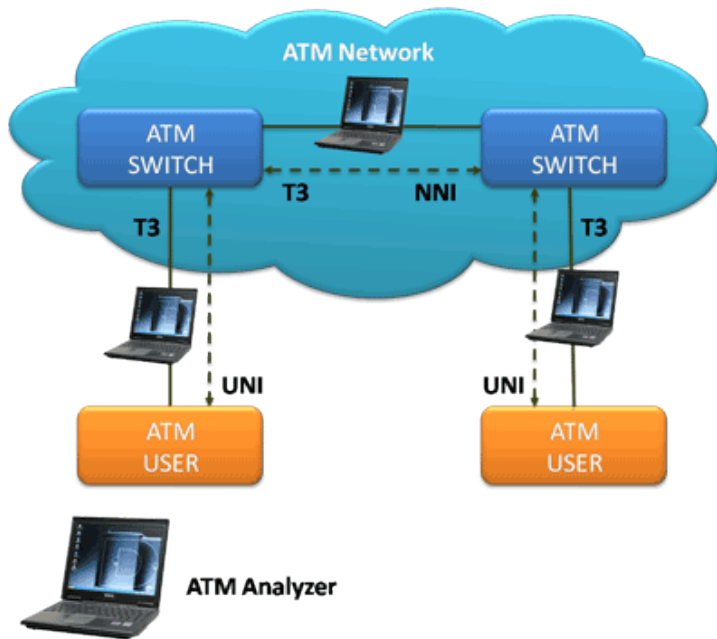 ATM Network
ATM
SWITCH
ATM
SWITCH
T3
NNI
T3
T3
UNI
UNI
ATM
USER
ATM
USER
ATM Analyzer